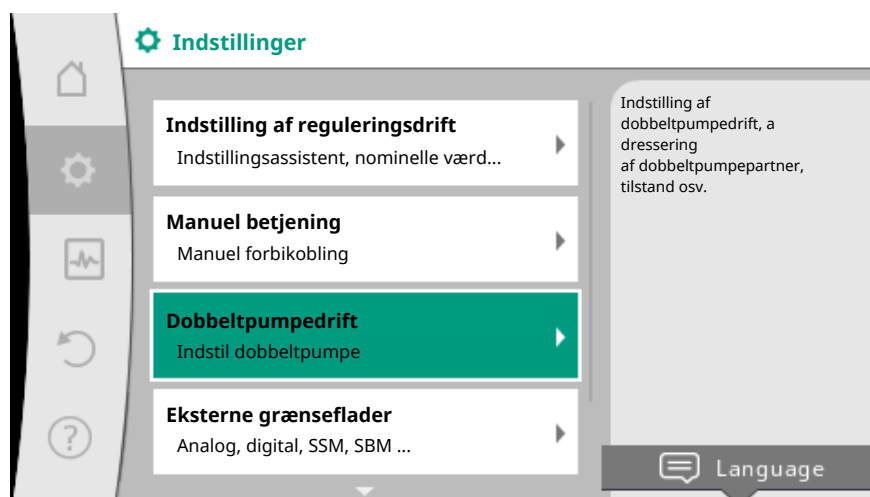 Indstillinger
Indstilling af reguleringsdrift
Indstillingsassistent, nominelle værd...
Manuel betjening
Manuel forbikobling
Dobbeltpumpedrift
Indstil dobbeltpumpe
Eksterne grænseflader
Analog, digital, SSM, SBM ...
Indstilling af
dobbeltpumpedrift, a
dressering
af dobbeltpumpepartner,
tilstand osv.
Language